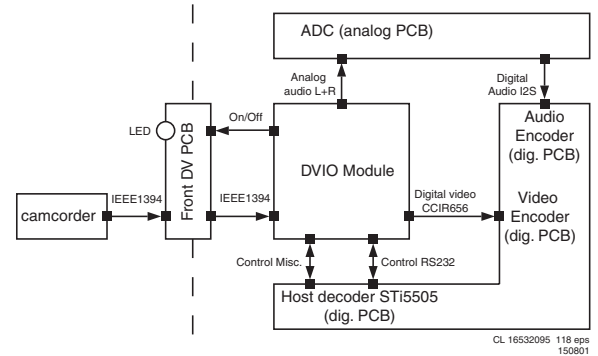 ADC (analog PCB)
Analog
audio L+R
Digital
Audio I2S
On/Off
LED
Front DV PCB
DVIO Module
Audio
Encoder
(dig. PCB)
IEEE1394
IEEE1394
camcorder
Digital video
CCIR656
Video
Encoder
(dig. PCB)
Control Misc.
Control RS232
Host decoder STi5505
(dig. PCB)
CL 16532095 118 eps
150801